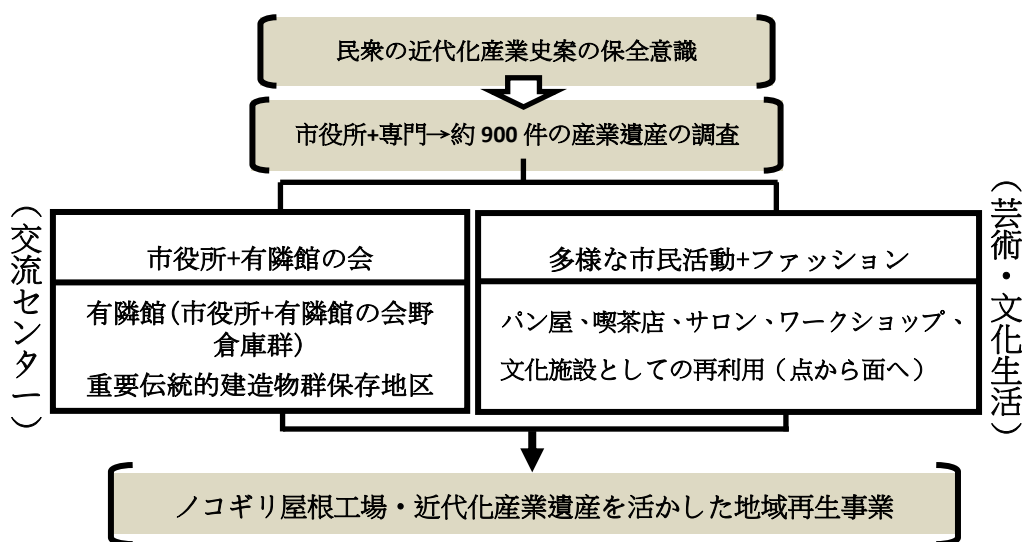 民衆の近代化産業史案の保全意識
市役所+専門→約 900 件の産業遺産の調査
（交流センター）
市役所+有隣館の会
有隣館(市役所+有隣館の会野
倉庫群)
重要伝統的建造物群保存地区
多様な市民活動+ファッション
パン屋、喫茶店、サロン、ワークショップ、
文化施設としての再利用（点から面へ）
（芸術・文化生活）
ノコギリ屋根工場・近代化産業遺産を活かした地域再生事業